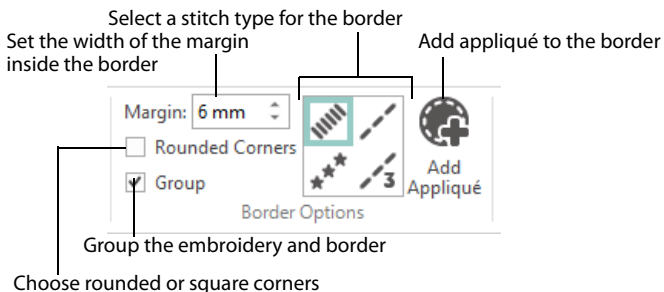 Select a stitch type for the border
Set the width of the margin
inside the border
Add appliqué to the border
Margin: 6 mm
Rounded Corners
Group
3
Add
Appliqué
Border Options
Group the embroidery and border
Choose rounded or square corners